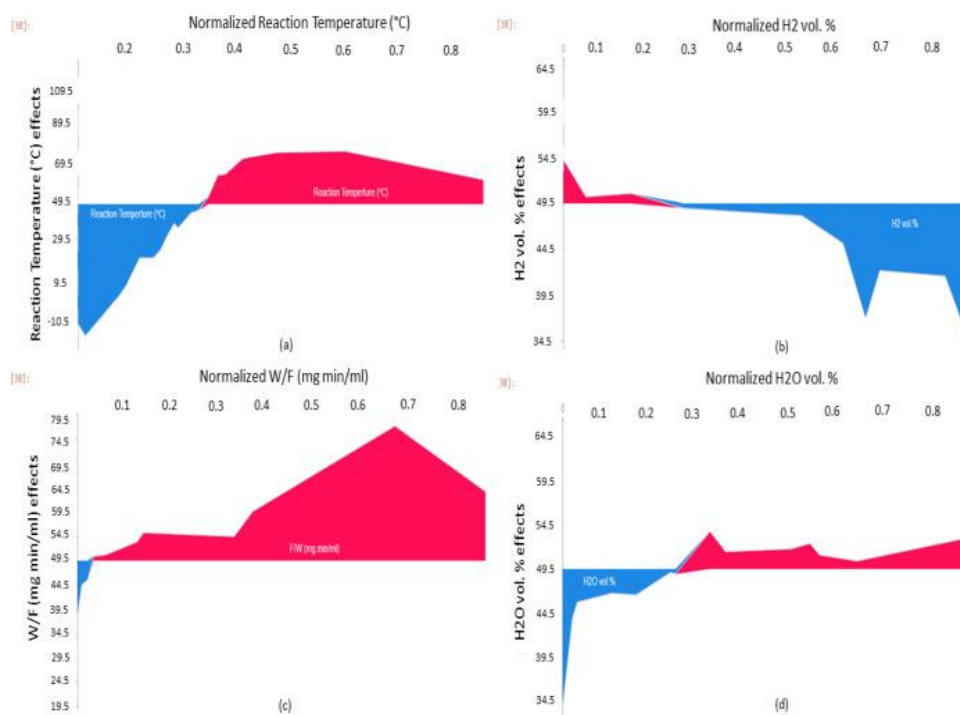 [38]:
Normalized Reaction Temperature (°C)
0.2 0.3 0.4 0.6 0.7 0.8
Reaction Temperature (°C) effects
109.5
89.5
69.5
49.5
29.5
9.5
-10.5
Reaction Temperture (°C)
Reaction Temperture (°C)
(a)
[38]:
Normalized H2 vol. %
0 0.1 0.2 0.3 0.4 0.5 0.6 0.7 0.8
H2 vol. % effects
64.5
59.5
54.5
49.5
44.5
39.5
34.5
H2 vol %
(b)
[38]:
Normalized W/F (mg min/ml)
0.1 0.2 0.3 0.4 0.5 0.6 0.7 0.8
W/F (mg min/ml) effects
79.5
74.5
69.5
64.5
59.5
54.5
49.5
44.5
39.5
34.5
29.5
24.5
19.5
F/W (mg.min/ml)
(c)
[38]:
Normalized H2O vol. %
0 0.1 0.2 0.3 0.4 0.5 0.6 0.7 0.8
H2O vol. % effects
64.5
59.5
54.5
49.5
44.5
39.5
34.5
H2O vol %
(d)